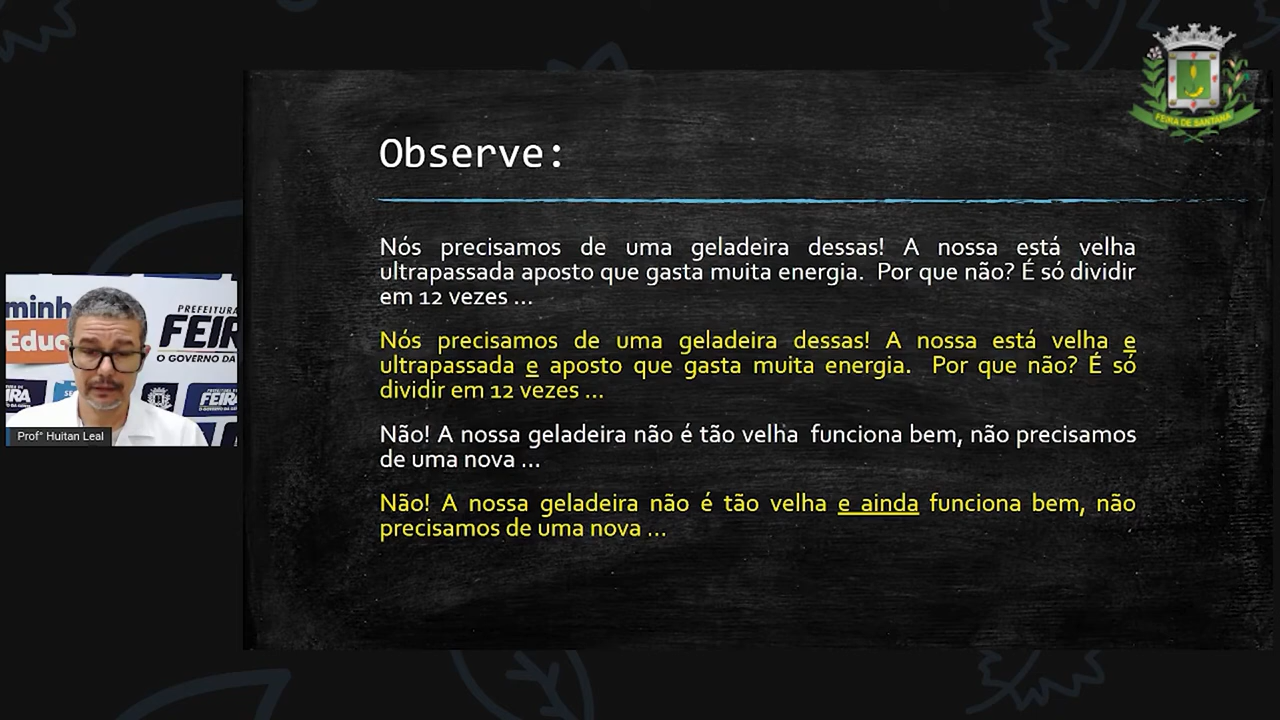 FEIRA DE SANTANA
Observe:
Nós precisamos de uma geladeira dessas! A nossa está velha
ultrapassada aposto que gasta muita energia. Por que não? É só dividir
em 12 vezes ...
Nós precisamos de uma geladeira dessas! A nossa está velha e
ultrapassada e aposto que gasta muita energia. Por que não? É só
dividir em 12 vezes ...
Não! A nossa geladeira não é tão velha funciona bem, não precisamos
de uma nova ...
Não! A nossa geladeira não é tão velha e ainda funciona bem, não
precisamos de uma nova ...
minh
Educ
PREFEITURA
FEIR
O GOVERNO DA
IRA
FEIRA
Prof° Huitan Leal